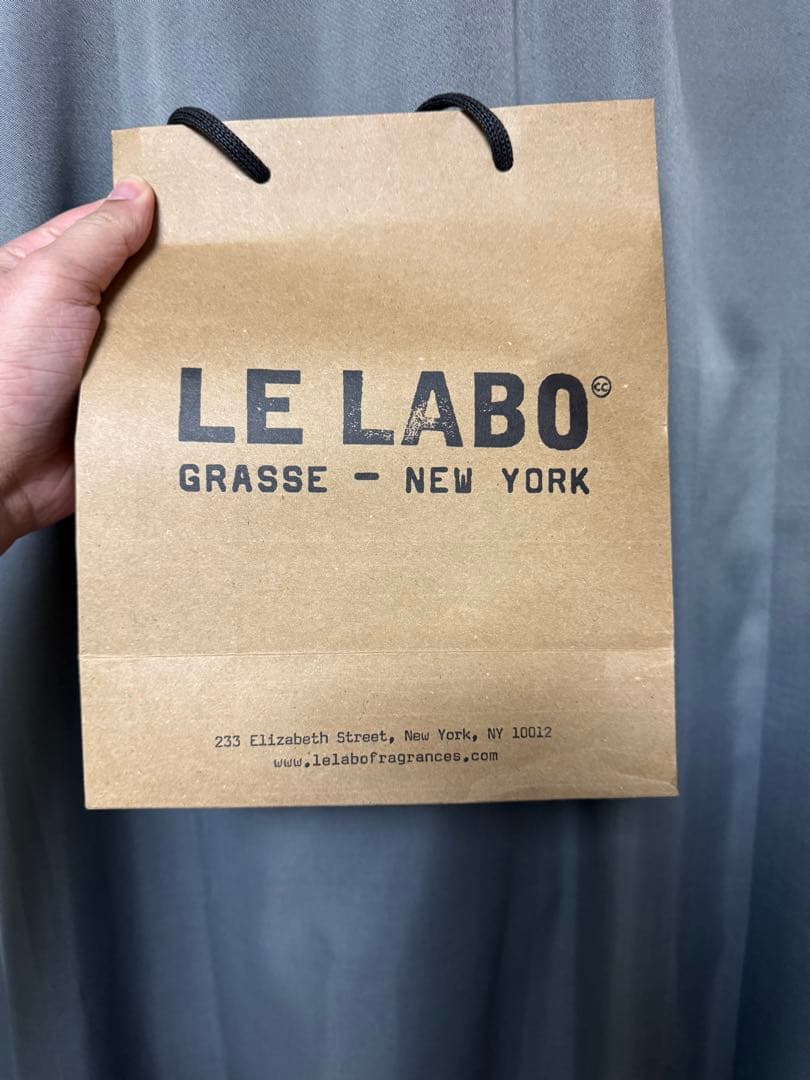 LE LABO
GRASSE — NEW YORK
233 Elizabeth Street, New York, NY 10012
www.lelabofragrances.com